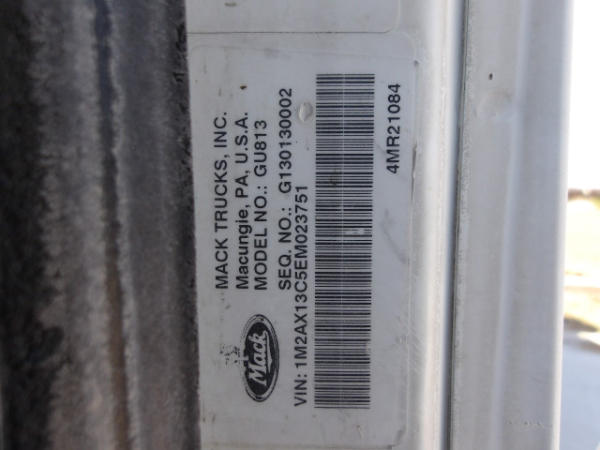 MACK TRUCKS, INC.
Macungie, PA, U.S.A.
MODEL NO.: GU813
SEQ. NO.: G130130002
Mack
VIN: 1M2AX13C5EM023751
4MR21084